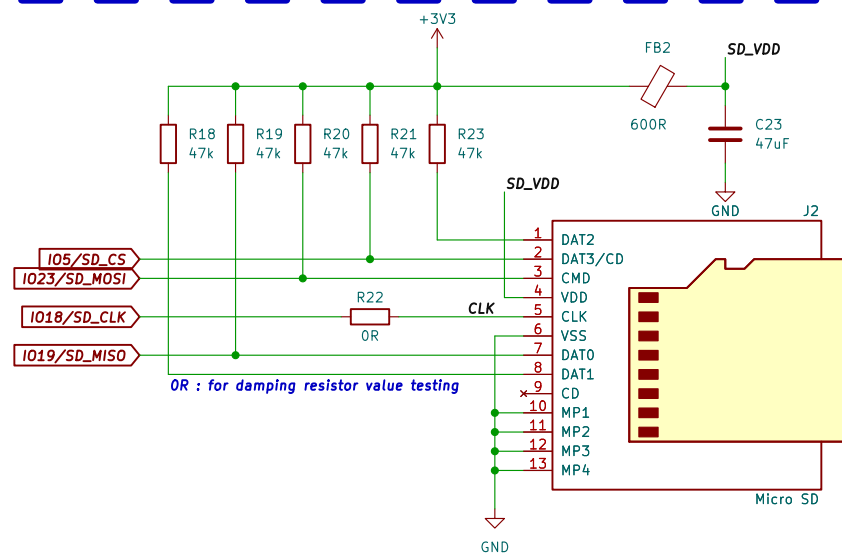 +3V3
FB2
SD_VDD
600R
C23
47uF
GND
R18
47k
R19
47k
R20
47k
R21
47k
R23
47k
SD_VDD
J2
IO5/SD_CS
IO23/SD_MOSI
IO18/SD_CLK
IO19/SD_MISO
R22
0R
CLK
0R : for damping resistor value testing
1 DAT2
2 DAT3/CD
3 CMD
4 VDD
5 CLK
6 VSS
7 DAT0
8 DAT1
9 CD
10 MP1
11 MP2
12 MP3
13 MP4
Micro SD
GND